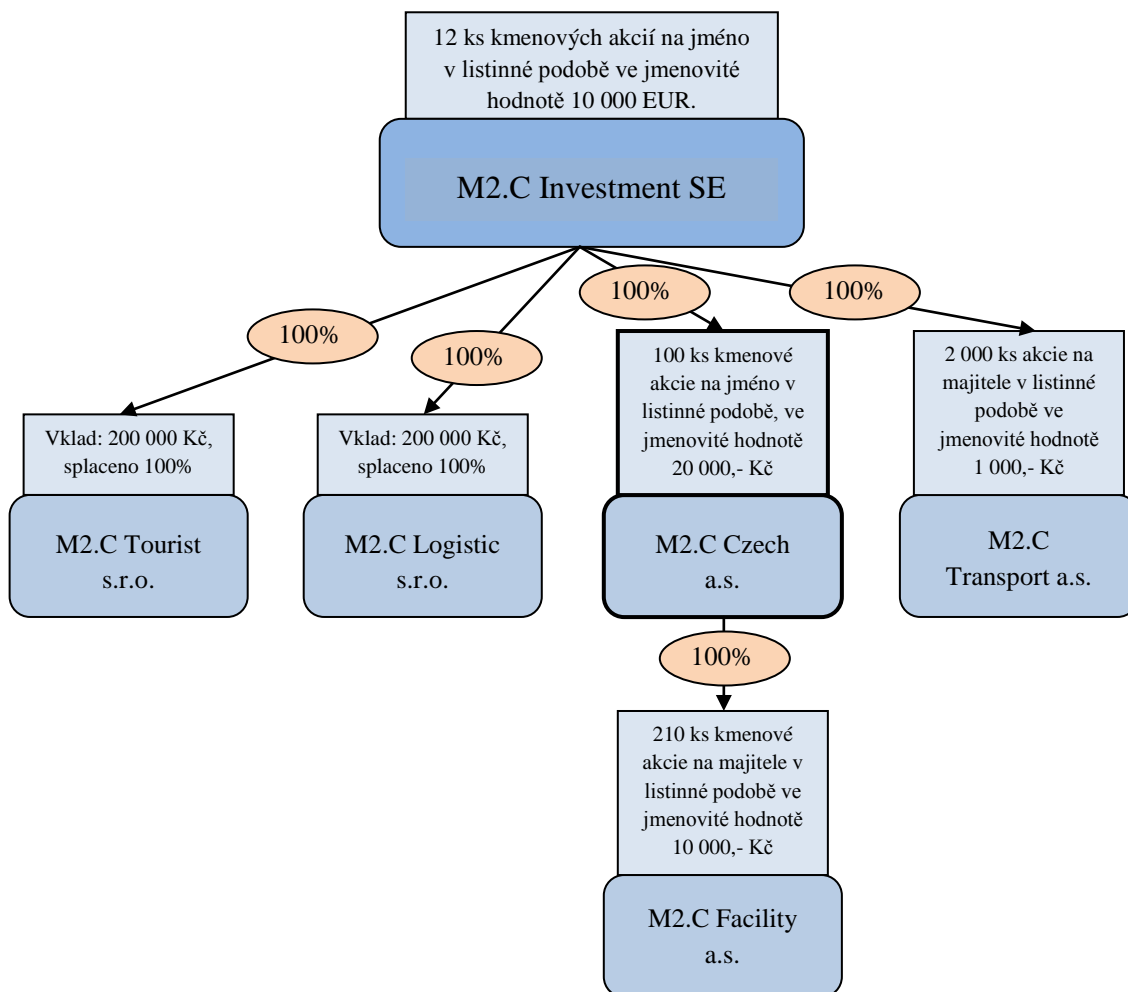 12 ks kmenových akcií na jméno
v listinné podobě ve jmenovité
hodnotě 10 000 EUR.
M2.C Investment SE
100%
100%
100%
100%
Vklad: 200 000 Kč,
splaceno 100%
M2.C Tourist
s.r.o.
Vklad: 200 000 Kč,
splaceno 100%
M2.C Logistic
s.r.o.
100 ks kmenové
akcie na jméno v
listinné podobě, ve
jmenovité hodnotě
20 000,- Kč
M2.C Czech
a.s.
2 000 ks akcie na
majitele v listinné
podobě ve
jmenovité hodnotě
1 000,- Kč
M2.C
Transport a.s.
100%
210 ks kmenové
akcie na majitele v
listinné podobě ve
jmenovité hodnotě
10 000,- Kč
M2.C Facility
a.s.